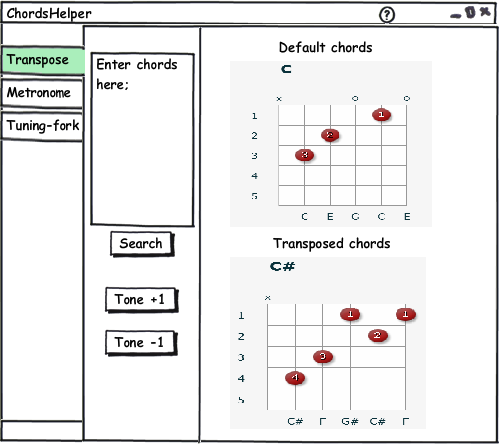 ChordsHelper ?
Transpose
Metronome
Tuning-fork
Enter chords
here;
Search
Tone +1
Tone -1
Default chords
C
x o o
1 1
2 2
3 3
4
5
C E G C E
Transposed chords
C#
x
1 1 1
2 2
3 3
4 4
5
C# F G# C# F